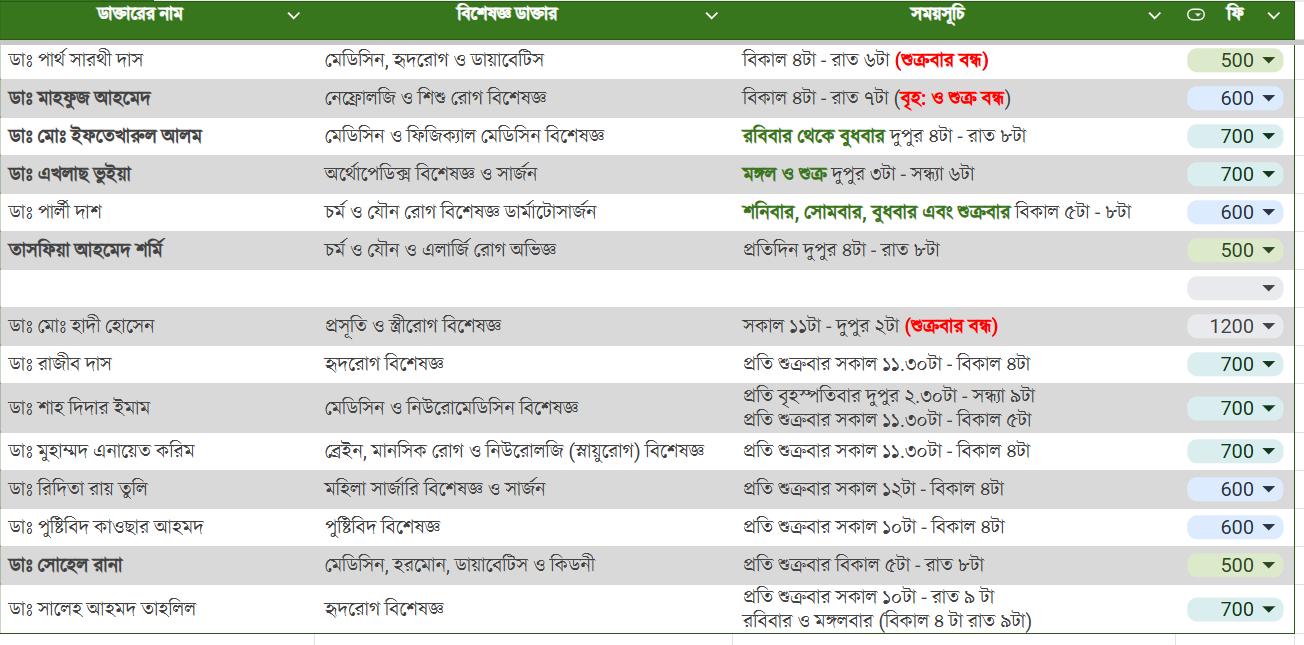 ডাক্তারের নাম বিশেষজ্ঞ ডাক্তার সময়সূচি ফি
ডাঃ পার্থ সারথী দাস মেডিসিন, হৃদরোগ ও ডায়াবেটিস বিকাল ৪টা - রাত ৬টা (শুক্রবার বন্ধ) 500
ডাঃ মাহফুজ আহমেদ নেফ্রোলজি ও শিশু রোগ বিশেষজ্ঞ বিকাল ৪টা - রাত ৭টা (বৃহ: ও শুক্র বন্ধ) 600
ডাঃ মোঃ ইফতেখারুল আলম মেডিসিন ও ফিজিক্যাল মেডিসিন বিশেষজ্ঞ রবিবার থেকে বুধবার দুপুর ৪টা - রাত ৮টা 700
ডাঃ এখলাছ ভুইয়া অর্থোপেডিক্স বিশেষজ্ঞ ও সার্জন মঙ্গল ও শুক্র দুপুর ৩টা - সন্ধ্যা ৬টা 700
ডাঃ পার্লী দাশ চর্ম ও যৌন রোগ বিশেষজ্ঞ ডার্মাটোসার্জন শনিবার, সোমবার, বুধবার এবং শুক্রবার বিকাল ৫টা - ৮টা 600
তাসফিয়া আহমেদ শর্মি চর্ম ও যৌন ও এলার্জি রোগ অভিজ্ঞ প্রতিদিন দুপুর ৪টা - রাত ৮টা 500
ডাঃ মোঃ হাদী হোসেন প্রসূতি ও স্ত্রীরোগ বিশেষজ্ঞ সকাল ১১টা - দুপুর ২টা (শুক্রবার বন্ধ) 1200
ডাঃ রাজীব দাস হৃদরোগ বিশেষজ্ঞ প্রতি শুক্রবার সকাল ১১.৩০টা - বিকাল ৪টা 700
ডাঃ শাহ দিদার ইমাম মেডিসিন ও নিউরোমেডিসিন বিশেষজ্ঞ প্রতি বৃহস্পতিবার দুপুর ২.৩০টা - সন্ধ্যা ৯টা
প্রতি শুক্রবার সকাল ১১.৩০টা - বিকাল ৫টা 700
ডাঃ মুহাম্মদ এনায়েত করিম ব্রেইন, মানসিক রোগ ও নিউরোলজি (স্নায়ুরোগ) বিশেষজ্ঞ প্রতি শুক্রবার সকাল ১১.৩০টা - বিকাল ৪টা 700
ডাঃ রিদিতা রায় তুলি মহিলা সার্জারি বিশেষজ্ঞ ও সার্জন প্রতি শুক্রবার সকাল ১২টা - বিকাল ৪টা 600
ডাঃ পুষ্টিবিদ কাওছার আহমদ পুষ্টিবিদ বিশেষজ্ঞ প্রতি শুক্রবার সকাল ১০টা - বিকাল ৪টা 600
ডাঃ সোহেল রানা মেডিসিন, হরমোন, ডায়াবেটিস ও কিডনী প্রতি শুক্রবার বিকাল ৫টা - রাত ৮টা 500
ডাঃ সালেহ আহমদ তাহলিল হৃদরোগ বিশেষজ্ঞ প্রতি শুক্রবার সকাল ১০টা - রাত ৯ টা
রবিবার ও মঙ্গলবার (বিকাল ৪ টা রাত ৯টা) 700